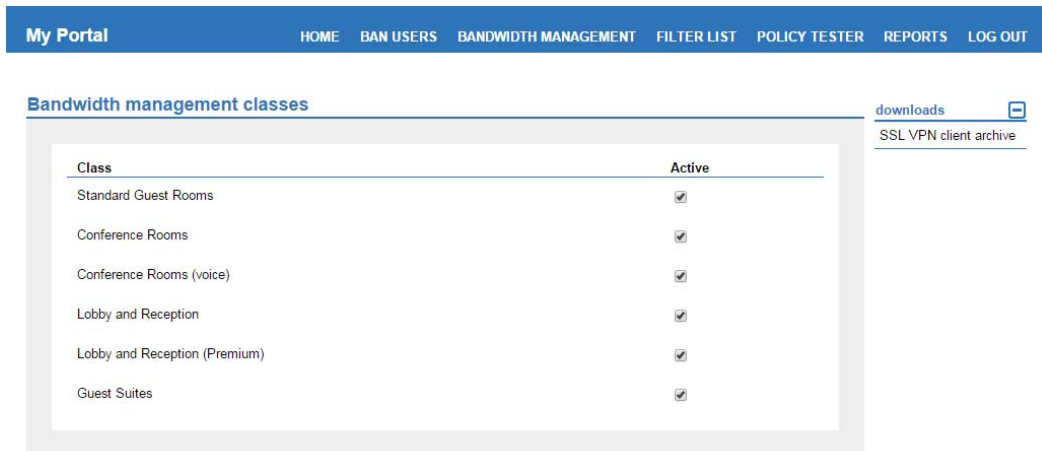 My Portal HOME BAN USERS BANDWIDTH MANAGEMENT FILTER LIST POLICY TESTER REPORTS LOG OUT
Bandwidth management classes
Class Active
Standard Guest Rooms
Conference Rooms
Conference Rooms (voice)
Lobby and Reception
Lobby and Reception (Premium)
Guest Suites
downloads
SSL VPN client archive